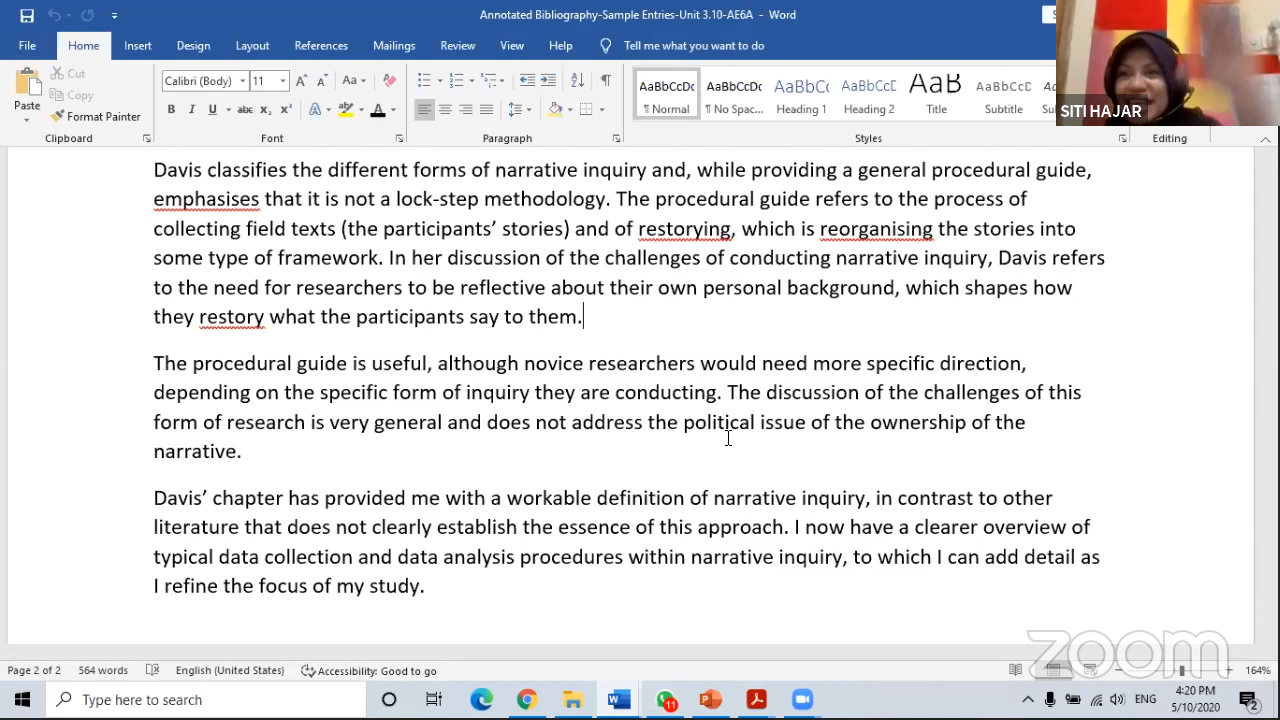 Annotated Bibliography-Sample Entries-Unit 3.10-AE6A - Word
File Home Insert Design Layout References Mailings Review View Help Tell me what you want to do
SITI HAJAR
Paste
Cut
Copy
Format Painter
Clipboard
Calibri (Body) 11
Font
Paragraph
AaBbCcDc AaBbCcDc AaBbC AaBbCcC AaB AaBbCcD
¶ Normal ¶ No Spac... Heading 1 Heading 2 Title Subtitle
Styles
Editing
Davis classifies the different forms of narrative inquiry and, while providing a general procedural guide,
emphasises that it is not a lock-step methodology. The procedural guide refers to the process of
collecting field texts (the participants’ stories) and of restorying, which is reorganising the stories into
some type of framework. In her discussion of the challenges of conducting narrative inquiry, Davis refers
to the need for researchers to be reflective about their own personal background, which shapes how
they restory what the participants say to them.
The procedural guide is useful, although novice researchers would need more specific direction,
depending on the specific form of inquiry they are conducting. The discussion of the challenges of this
form of research is very general and does not address the political issue of the ownership of the
narrative.
Davis’ chapter has provided me with a workable definition of narrative inquiry, in contrast to other
literature that does not clearly establish the essence of this approach. I now have a clearer overview of
typical data collection and data analysis procedures within narrative inquiry, to which I can add detail as
I refine the focus of my study.
zoom
Page 2 of 2 564 words English (United States) Accessibility: Good to go 164%
Type here to search
11
ENG
4:20 PM
5/10/2020
2